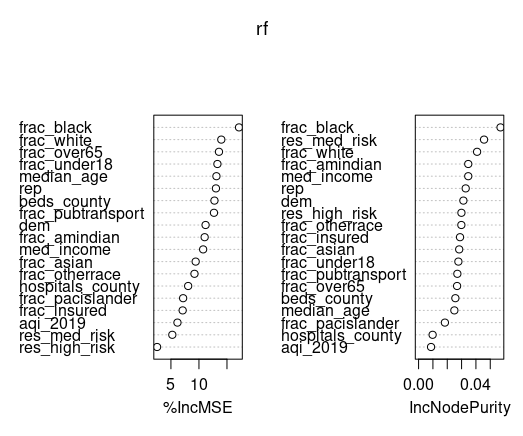 rf
frac_black
frac_white
frac_over65
frac_under18
median_age
rep
beds_county
frac_pubtransport
dem
frac_amindian
med_income
frac_asian
frac_otherrace
hospitals_county
frac_pacislander
frac_insured
aqi_2019
res_med_risk
res_high_risk
5 10
%IncMSE
frac_black
res_med_risk
frac_white
frac_amindian
med_income
rep
dem
res_high_risk
frac_otherrace
frac_insured
frac_asian
frac_under18
frac_pubtransport
frac_over65
beds_county
median_age
frac_pacislander
hospitals_county
aqi_2019
0.00 0.04
IncNodePurity